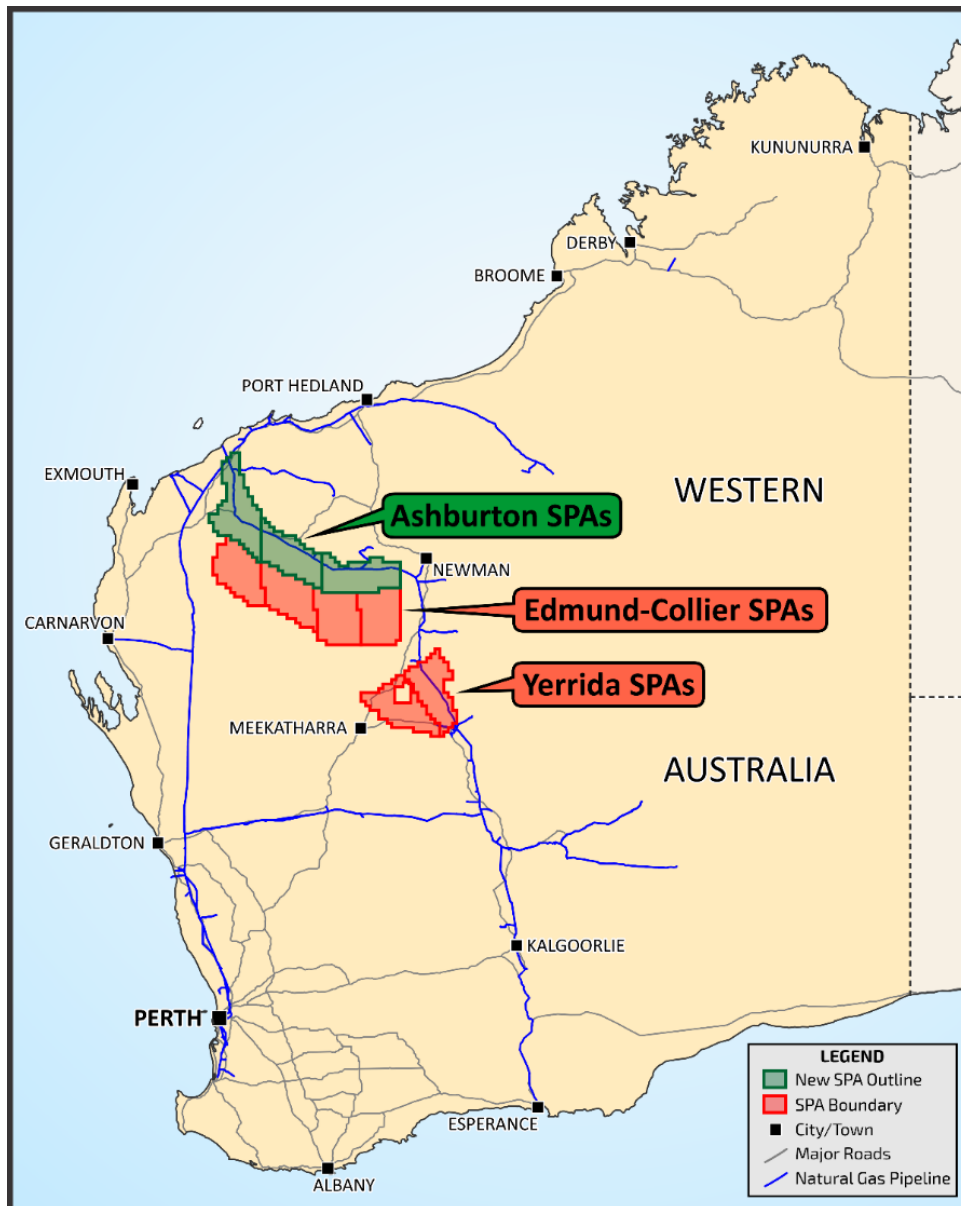 KUNUNURRA
DERBY
BROOME
PORT HEDLAND
EXMOUTH
WESTERN
Ashburton SPAs
NEWMAN
Edmund-Collier SPAs
CARNARVON
Yerrida SPAs
MEEKATHARRA
AUSTRALIA
GERALDTON
KALGOORLIE
PERTH
LEGEND
New SPA Outline
SPA Boundary
City/Town
Major Roads
Natural Gas Pipeline
ESPERANCE
ALBANY